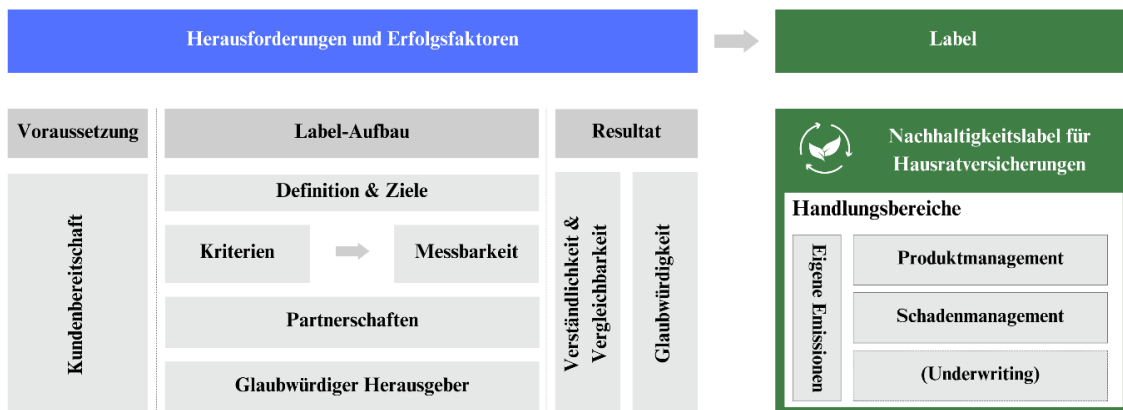 Herausforderungen und Erfolgsfaktoren
Label
Voraussetzung
Label-Aufbau
Resultat
Kundenbereitschaft
Definition & Ziele
Kriterien
Messbarkeit
Partnerschaften
Glaubwürdiger Herausgeber
Verständlichkeit &
Vergleichbarkeit
Glaubwürdigkeit
Nachhaltigkeitslabel für
Hausratversicherungen
Handlungsbereiche
Eigene
Emissionen
Produktmanagement
Schadenmanagement
(Underwriting)